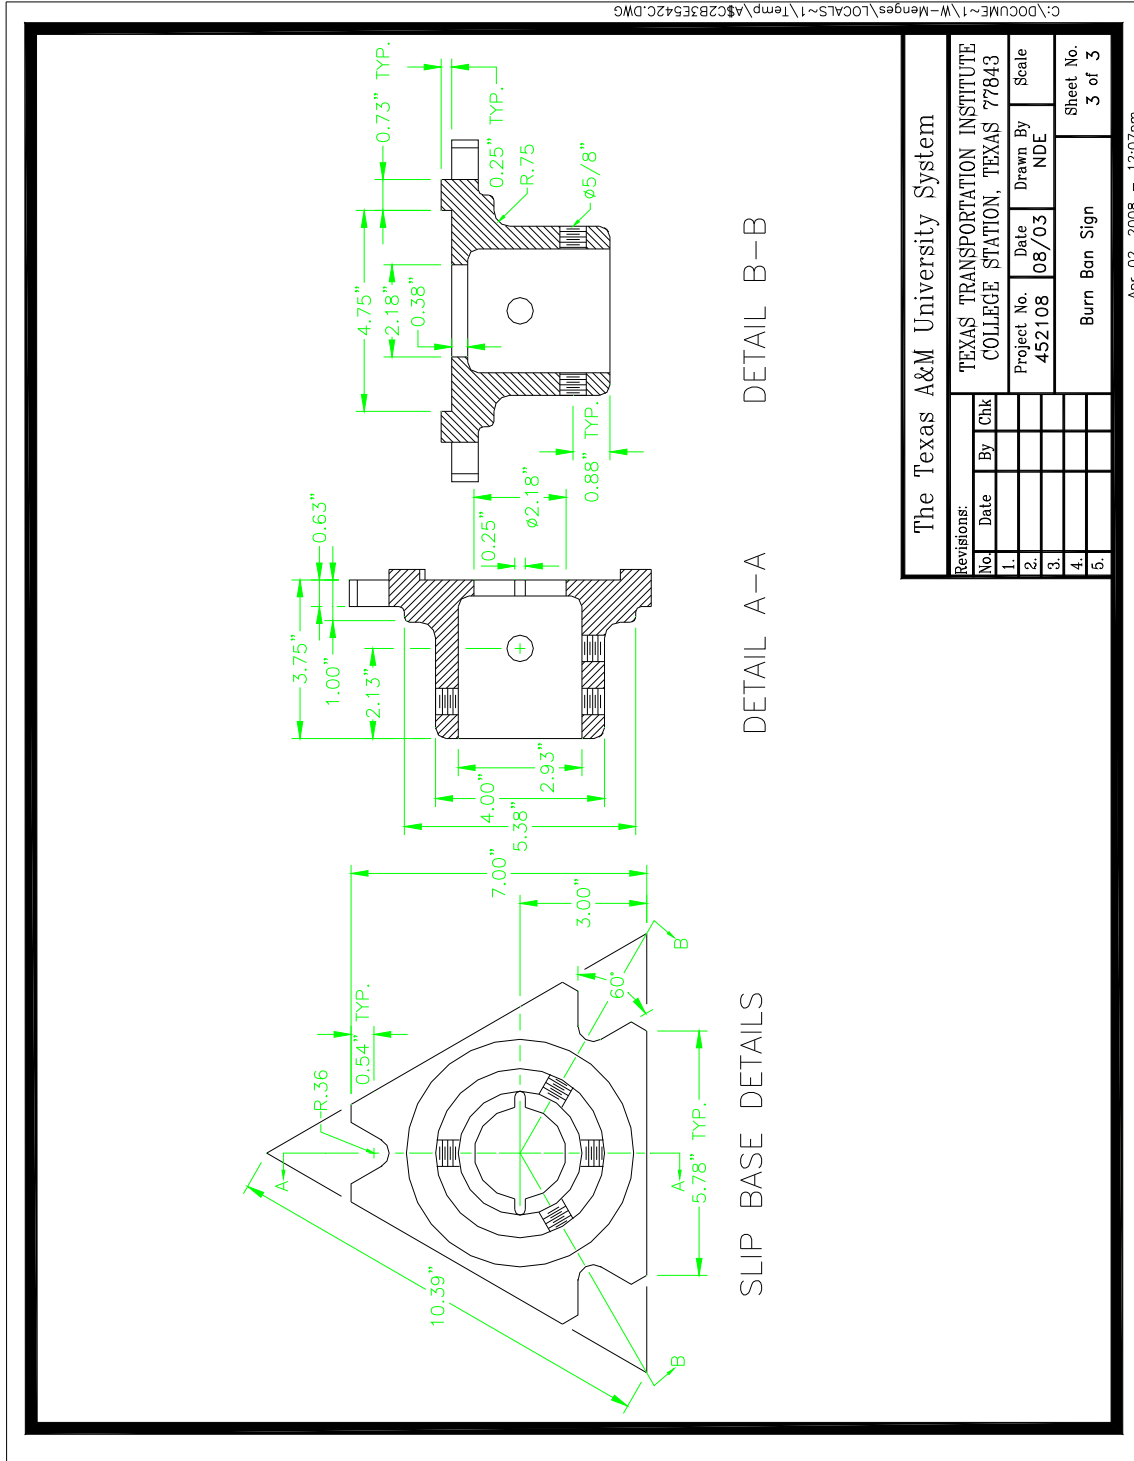 C:\DOCUME~1\W-Menges\LOCALS~1\Temp\A$C2B3E542C.DWG
0.73" TYP.
0.25" TYP.
R.75
ø5/8"
4.75"
2.18"
0.38"
0.88" TYP.
DETAIL B-B
0.63"
3.75"
1.00"
2.13"
0.25"
ø2.18"
2.93"
4.00"
5.38"
DETAIL A-A
7.00"
3.00"
0.54" TYP.
R.36
60°
A
A
B
B
5.78" TYP.
10.39"
SLIP BASE DETAILS
The Texas A&M University System
TEXAS TRANSPORTATION INSTITUTE
COLLEGE STATION, TEXAS 77843
Project No.
452108
Date
08/03
Drawn By
NDE
Scale
Burn Ban Sign
Sheet No.
3 of 3
Revisions:
No. Date By Chk
1.
2.
3.
4.
5.
Apr 02, 2008 - 12:07pm